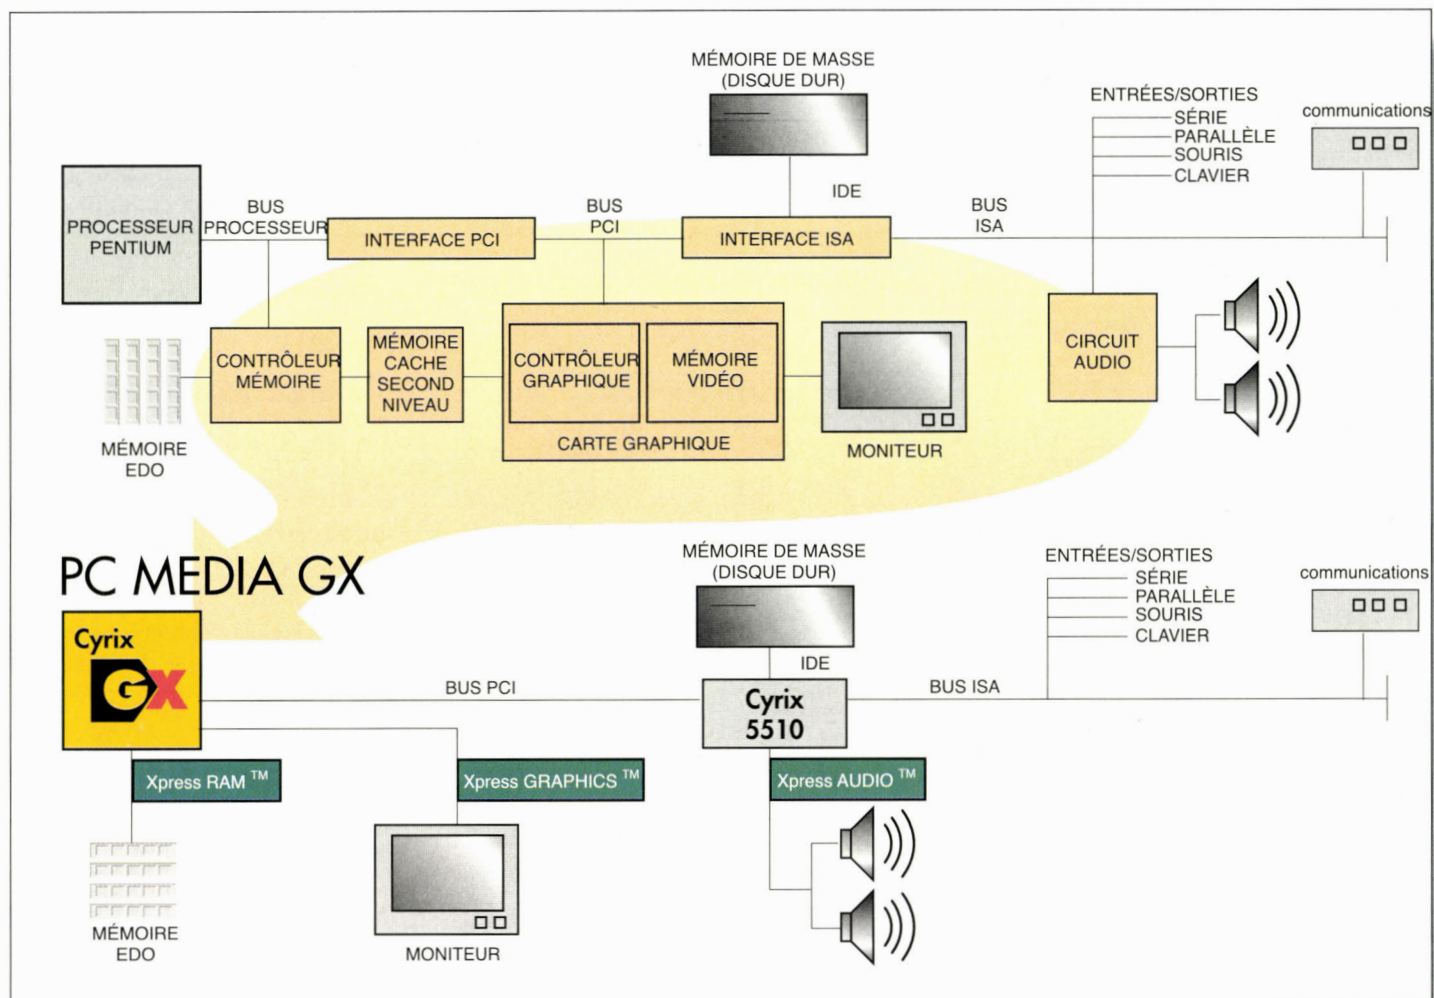 MÉMOIRE DE MASSE
(DISQUE DUR)
ENTRÉES/SORTIES
SÉRIE
PARALLÈLE
SOURIS
CLAVIER
communications
IDE
PROCESSEUR
PENTIUM
BUS
PROCESSEUR
INTERFACE PCI
BUS
PCI
INTERFACE ISA
BUS
ISA
CONTRÔLEUR
MÉMOIRE
MÉMOIRE
CACHE
SECOND
NIVEAU
CONTRÔLEUR
GRAPHIQUE
MÉMOIRE
VIDÉO
CARTE GRAPHIQUE
CIRCUIT
AUDIO
MÉMOIRE
EDO
MONITEUR
PC MEDIA GX
MÉMOIRE DE MASSE
(DISQUE DUR)
ENTRÉES/SORTIES
SÉRIE
PARALLÈLE
SOURIS
CLAVIER
communications
Cyrix
GX
BUS PCI
IDE
Cyrix
5510
BUS ISA
Xpress RAM ™
Xpress GRAPHICS ™
Xpress AUDIO ™
MÉMOIRE
EDO
MONITEUR